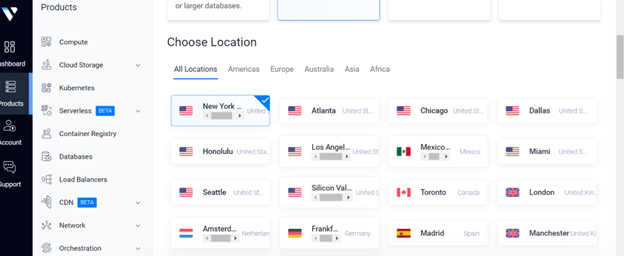 or larger databases.
Products
Choose Location
ashboard
Products
Account
Support
Compute
Cloud Storage
Kubernetes
Serverless BETA
Container Registry
Databases
Load Balancers
CDN BETA
Network
Orchestration
All Locations Americas Europe Australia Asia Africa
New York ... United
Atlanta United St...
Chicago United St...
Dallas United S...
Honolulu United Sta...
Los Angel... United S
Mexico... Mexico
Miami United S...
Seattle United St...
Silicon Val... United S
Toronto Canada
London United Kin...
Amsterd... Netherlan
Frankf... Germany
Madrid Spain
Manchester United Ki